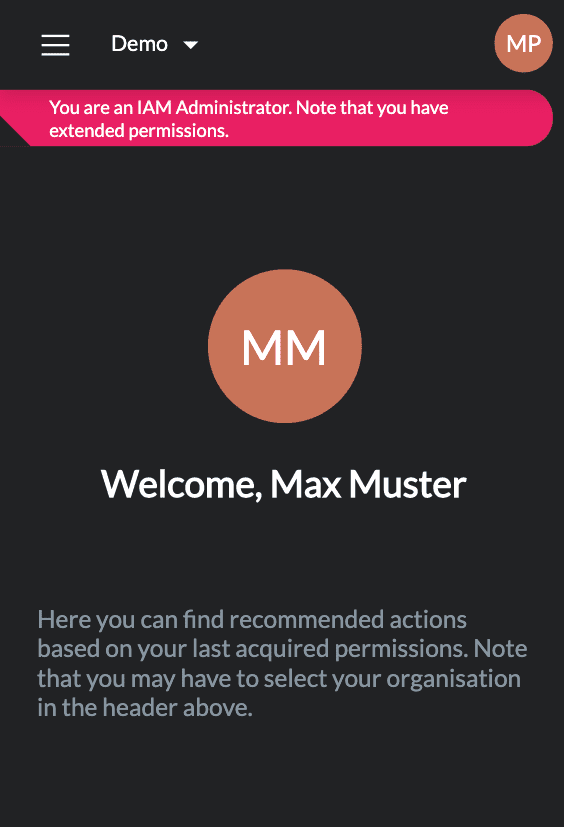 Demo
MP
You are an IAM Administrator. Note that you have
extended permissions.
MM
Welcome, Max Muster
Here you can find recommended actions
based on your last acquired permissions. Note
that you may have to select your organisation
in the header above.